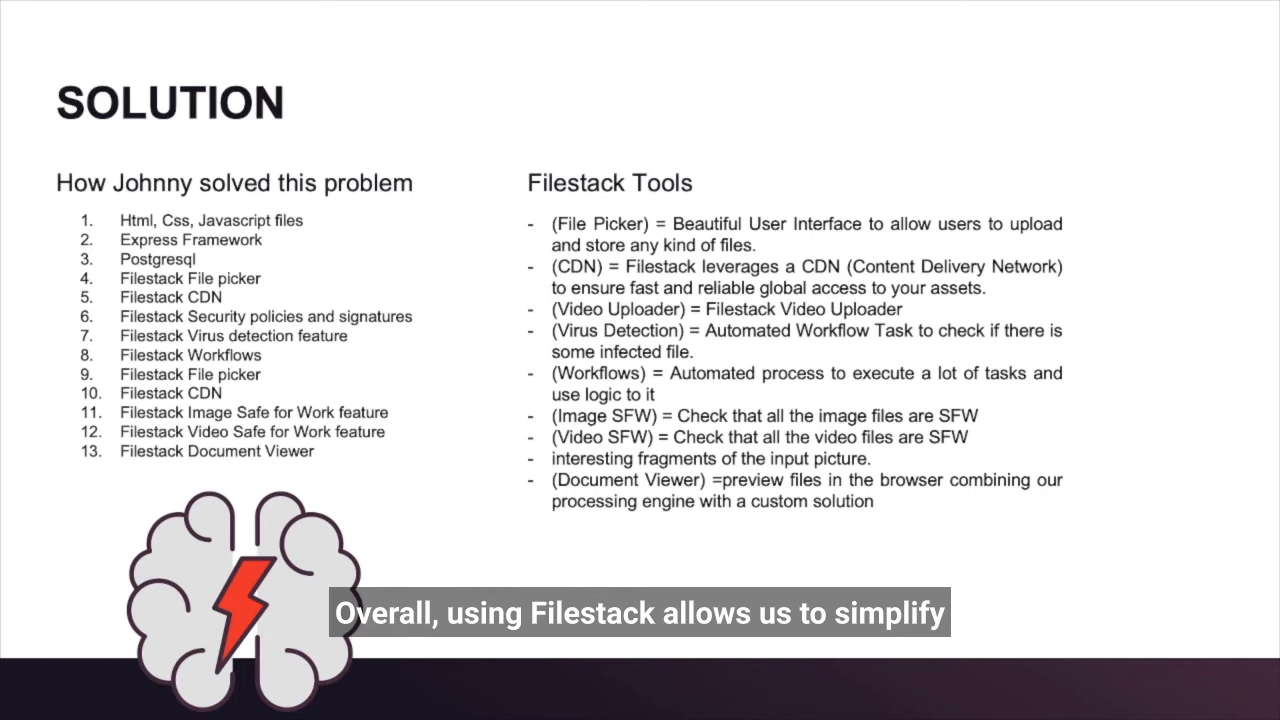 SOLUTION
How Johnny solved this problem
1. Html, Css, Javascript files
2. Express Framework
3. Postgresql
4. Filestack File picker
5. Filestack CDN
6. Filestack Security policies and signatures
7. Filestack Virus detection feature
8. Filestack Workflows
9. Filestack File picker
10. Filestack CDN
11. Filestack Image Safe for Work feature
12. Filestack Video Safe for Work feature
13. Filestack Document Viewer
Filestack Tools
- (File Picker) = Beautiful User Interface to allow users to upload
and store any kind of files.
- (CDN) = Filestack leverages a CDN (Content Delivery Network)
to ensure fast and reliable global access to your assets.
- (Video Uploader) = Filestack Video Uploader
- (Virus Detection) = Automated Workflow Task to check if there is
some infected file.
- (Workflows) = Automated process to execute a lot of tasks and
use logic to it
- (Image SFW) = Check that all the image files are SFW
- (Video SFW) = Check that all the video files are SFW
- interesting fragments of the input picture.
- (Document Viewer) =preview files in the browser combining our
processing engine with a custom solution
Overall, using Filestack allows us to simplify